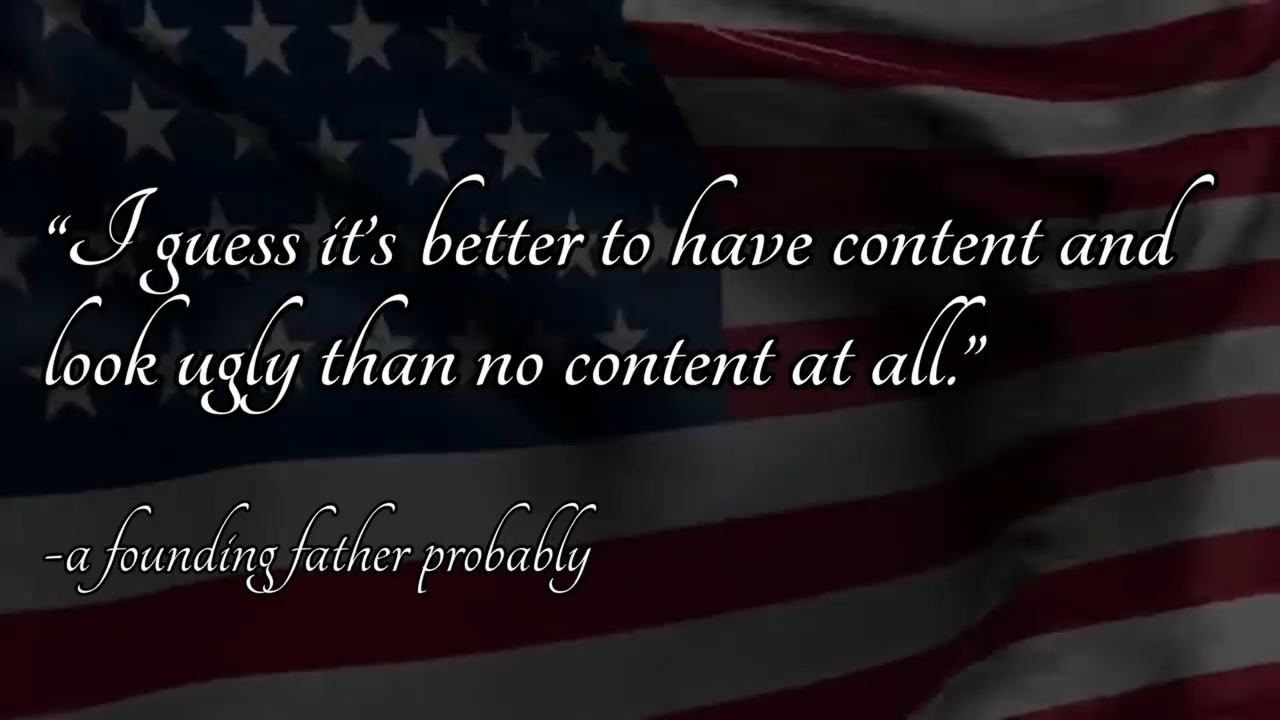 “I guess it’s better to have content and
look ugly than no content at all.”
-a founding father probably